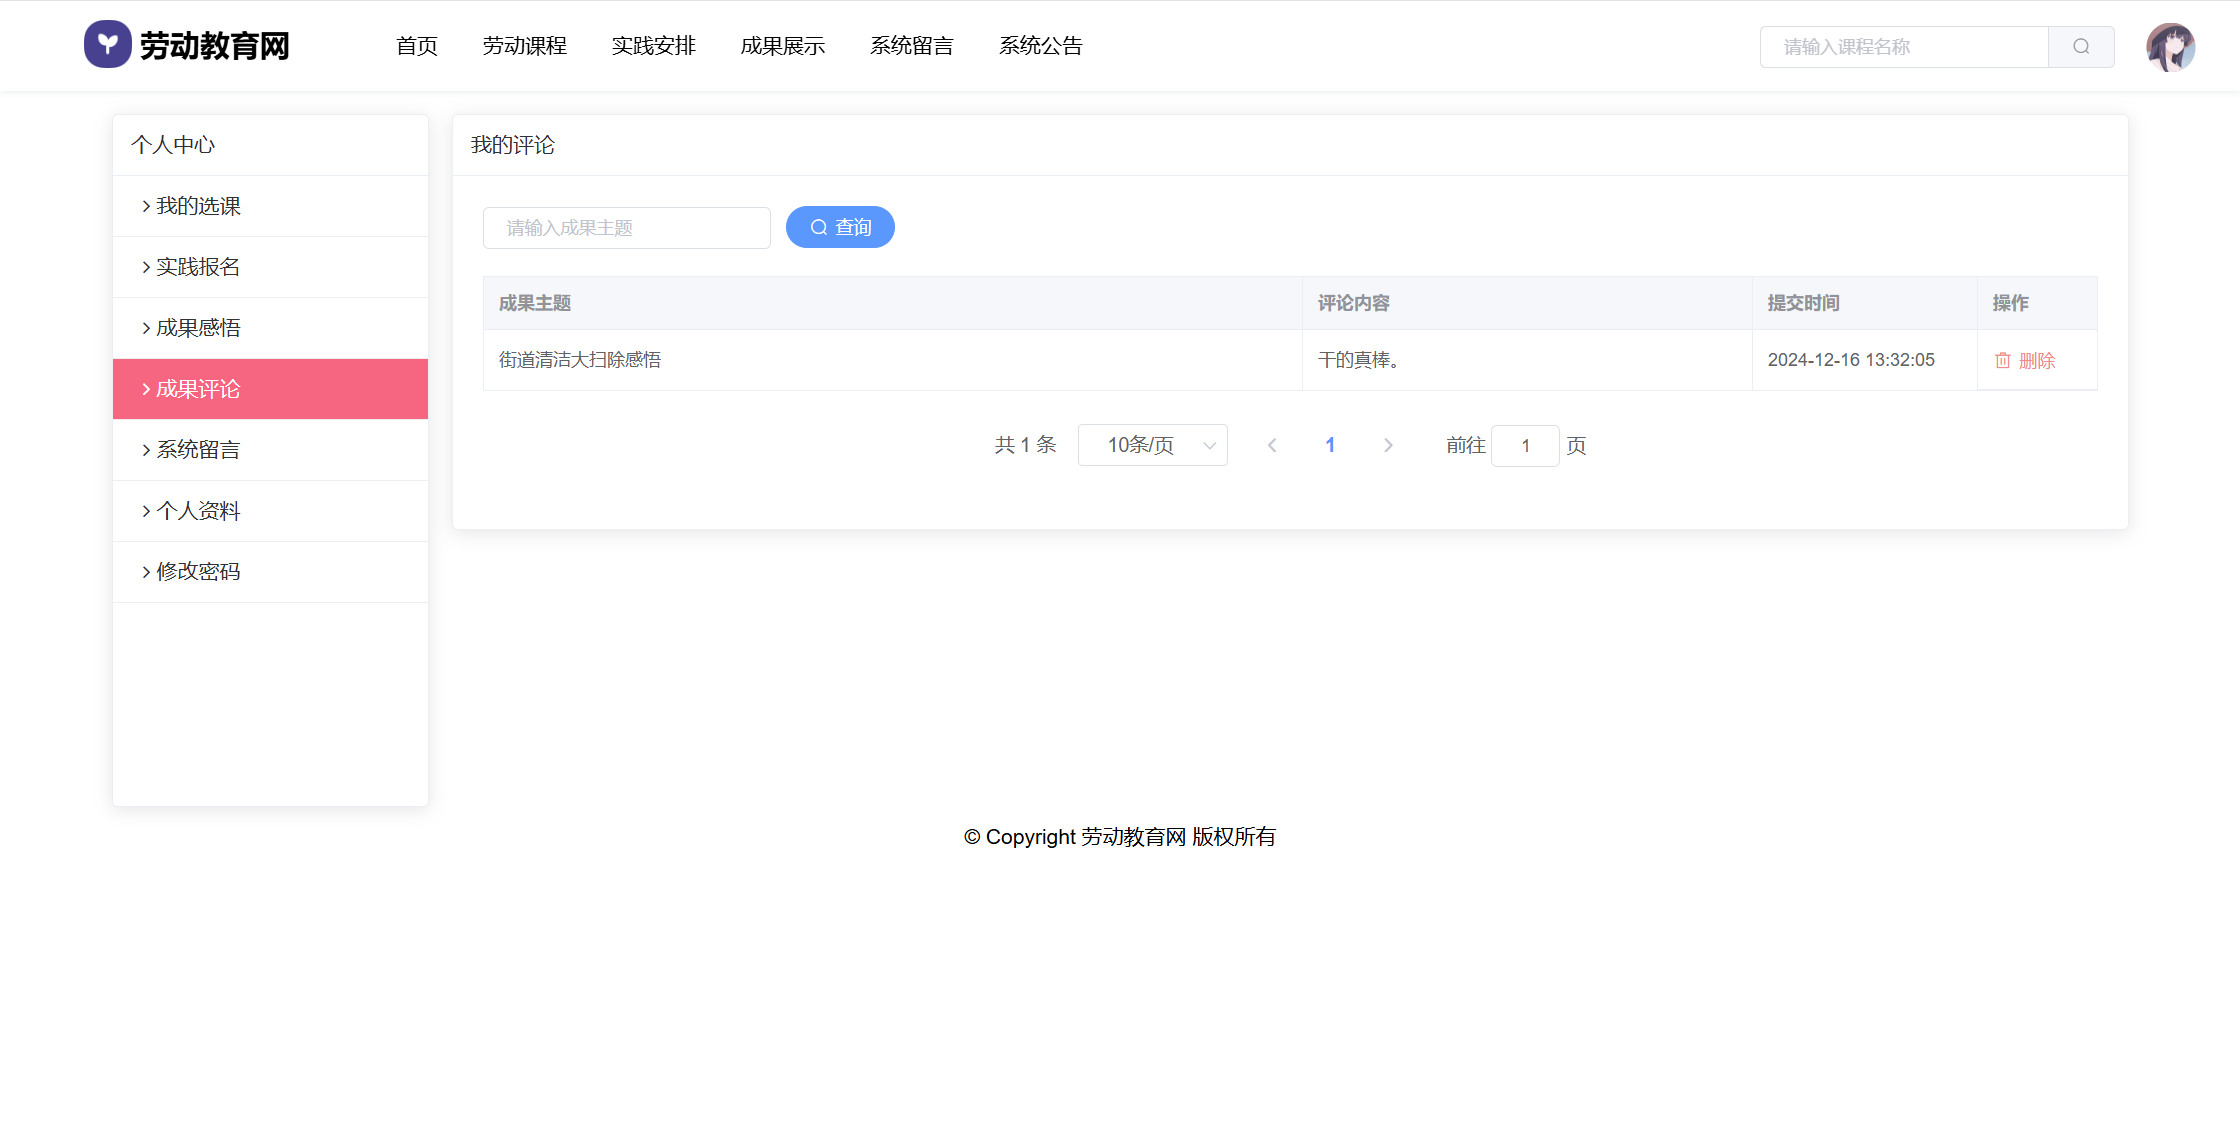 劳动教育网
首页 劳动课程 实践安排 成果展示 系统留言 系统公告
请输入课程名称
个人中心
我的选课
实践报名
成果感悟
成果评论
系统留言
个人资料
修改密码
我的评论
请输入成果主题 查询
成果主题 评论内容 提交时间 操作
街道清洁大扫除感悟 干的真棒。 2024-12-16 13:32:05 删除
共 1 条 10条/页 1 前往 1 页
© Copyright 劳动教育网 版权所有